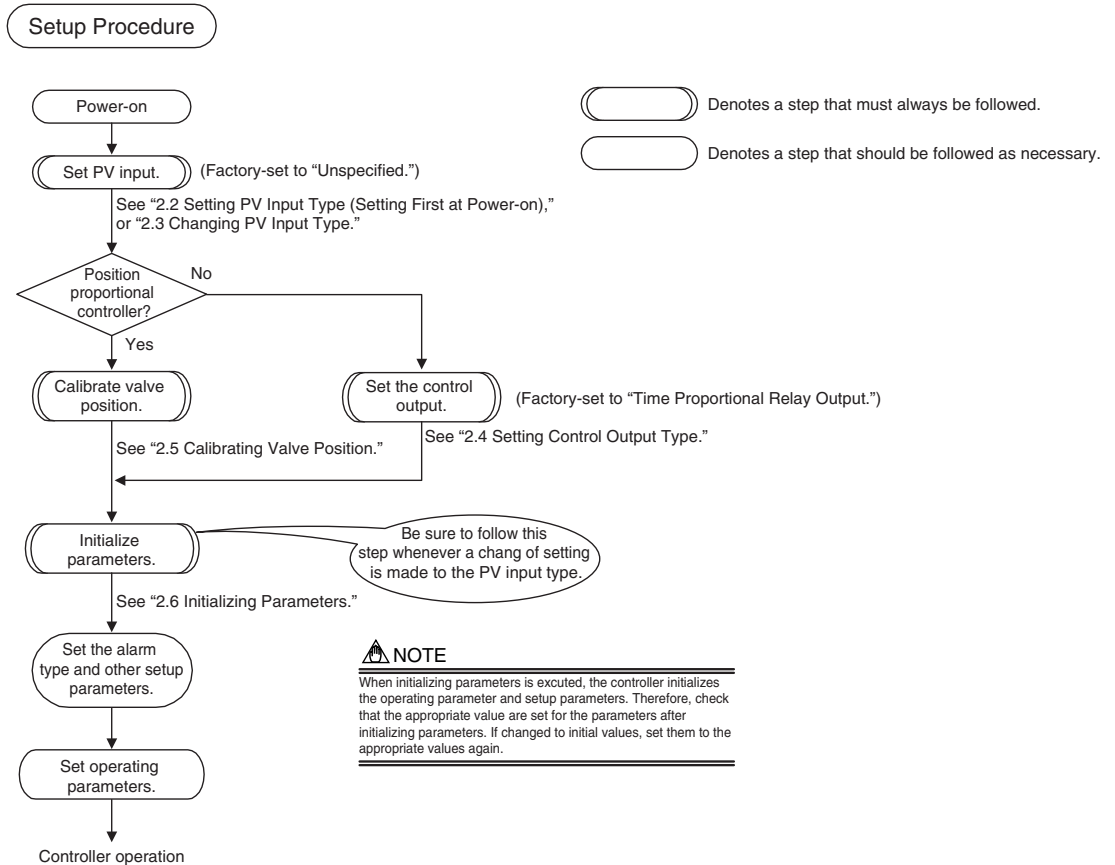 Setup Procedure
Power-on
Denotes a step that must always be followed.
Set PV input.
(Factory-set to “Unspecified.”)
Denotes a step that should be followed as necessary.
See “2.2 Setting PV Input Type (Setting First at Power-on),”
or “2.3 Changing PV Input Type.”
Position
proportional
controller?
No
Yes
Calibrate valve
position.
Set the control
output.
(Factory-set to “Time Proportional Relay Output.”)
See “2.5 Calibrating Valve Position.”
See “2.4 Setting Control Output Type.”
Initialize
parameters.
Be sure to follow this
step whenever a chang of setting
is made to the PV input type.
See “2.6 Initializing Parameters.”
Set the alarm
type and other setup
parameters.
NOTE
When initializing parameters is excuted, the controller initializes
the operating parameter and setup parameters. Therefore, check
that the appropriate value are set for the parameters after
initializing parameters. If changed to initial values, set them to the
appropriate values again.
Set operating
parameters.
Controller operation